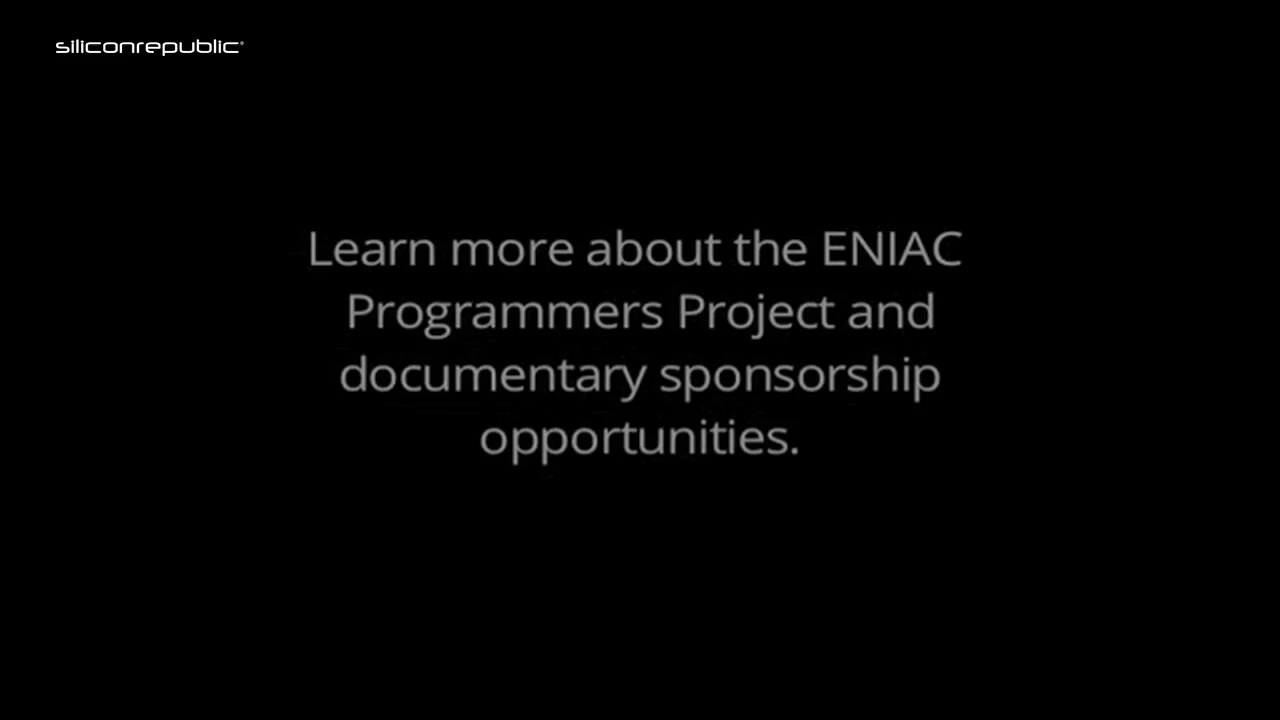 siliconrepublic
Learn more about the ENIAC
Programmers Project and
documentary sponsorship
opportunities.